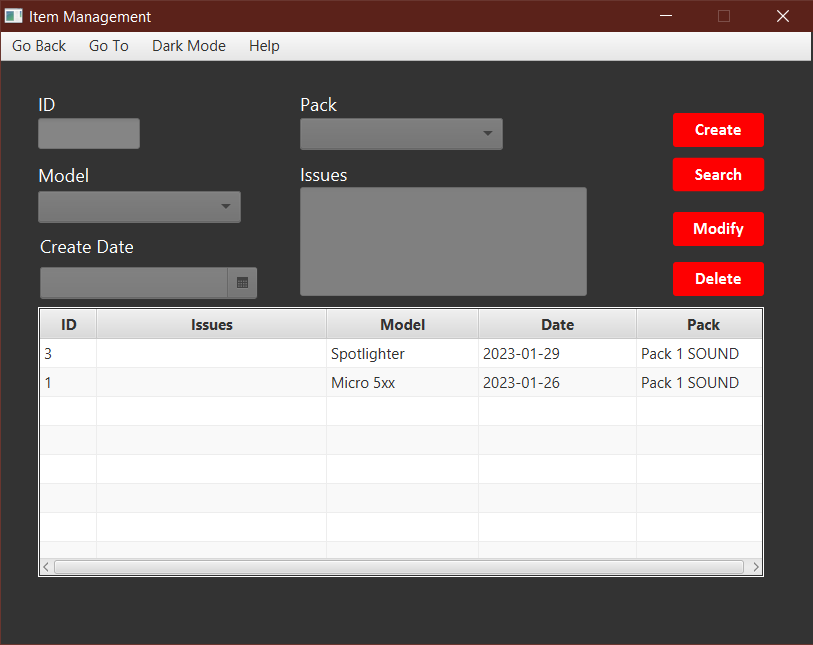 Item Management
Go Back Go To Dark Mode Help
ID
Pack
Create
Model
Issues
Search
Create Date
Modify
Delete
ID Issues Model Date Pack
3 Spotlighter 2023-01-29 Pack 1 SOUND
1 Micro 5xx 2023-01-26 Pack 1 SOUND